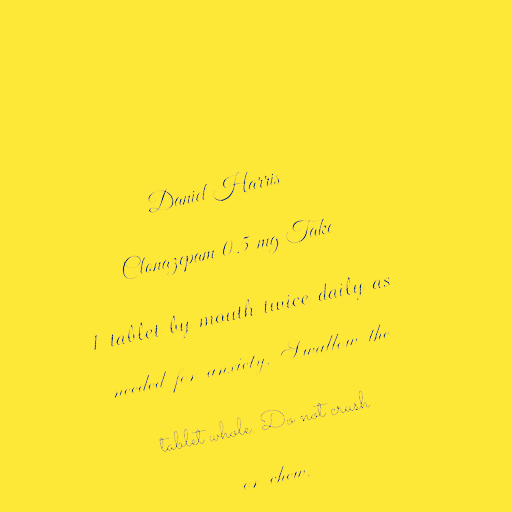 Daniel Harris
Clonazepam 0.5 mg Take
1 tablet by mouth twice daily as
needed for anxiety. Swallow the
tablet whole. Do not crush
or chew.